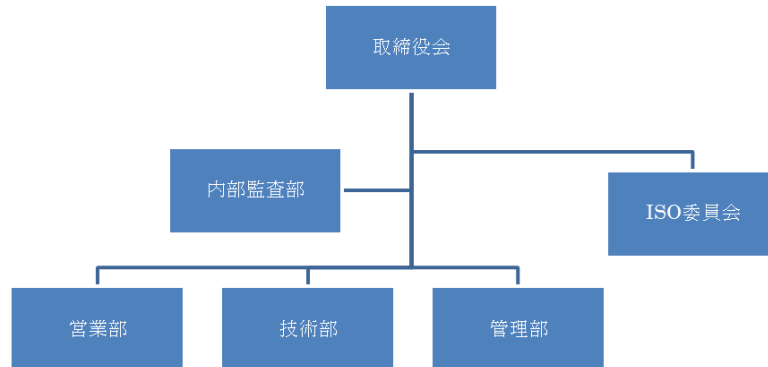 取締役会
内部監査部
ISO委員会
営業部
技術部
管理部